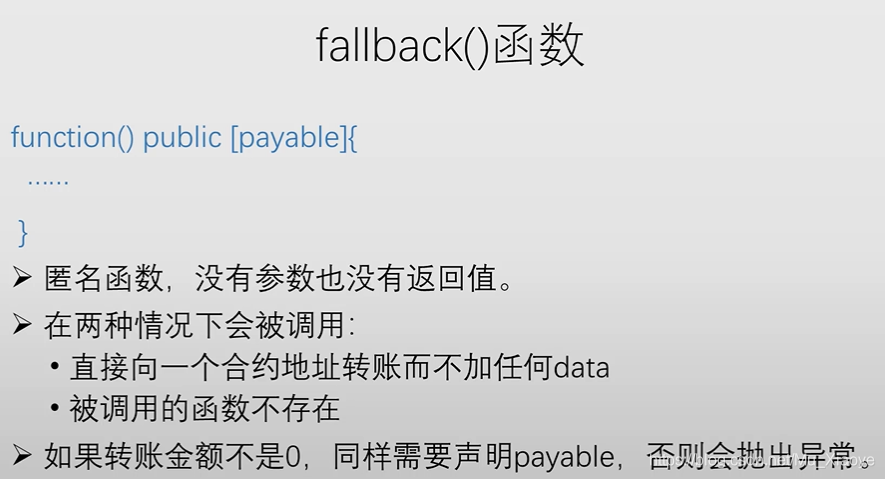 fallback()函数
function() public [payable]{
……
}
➢ 匿名函数，没有参数也没有返回值。
➢ 在两种情况下会被调用：
• 直接向一个合约地址转账而不加任何data
• 被调用的函数不存在
➢ 如果转账金额不是0，同样需要声明payable，否则会抛出异常。